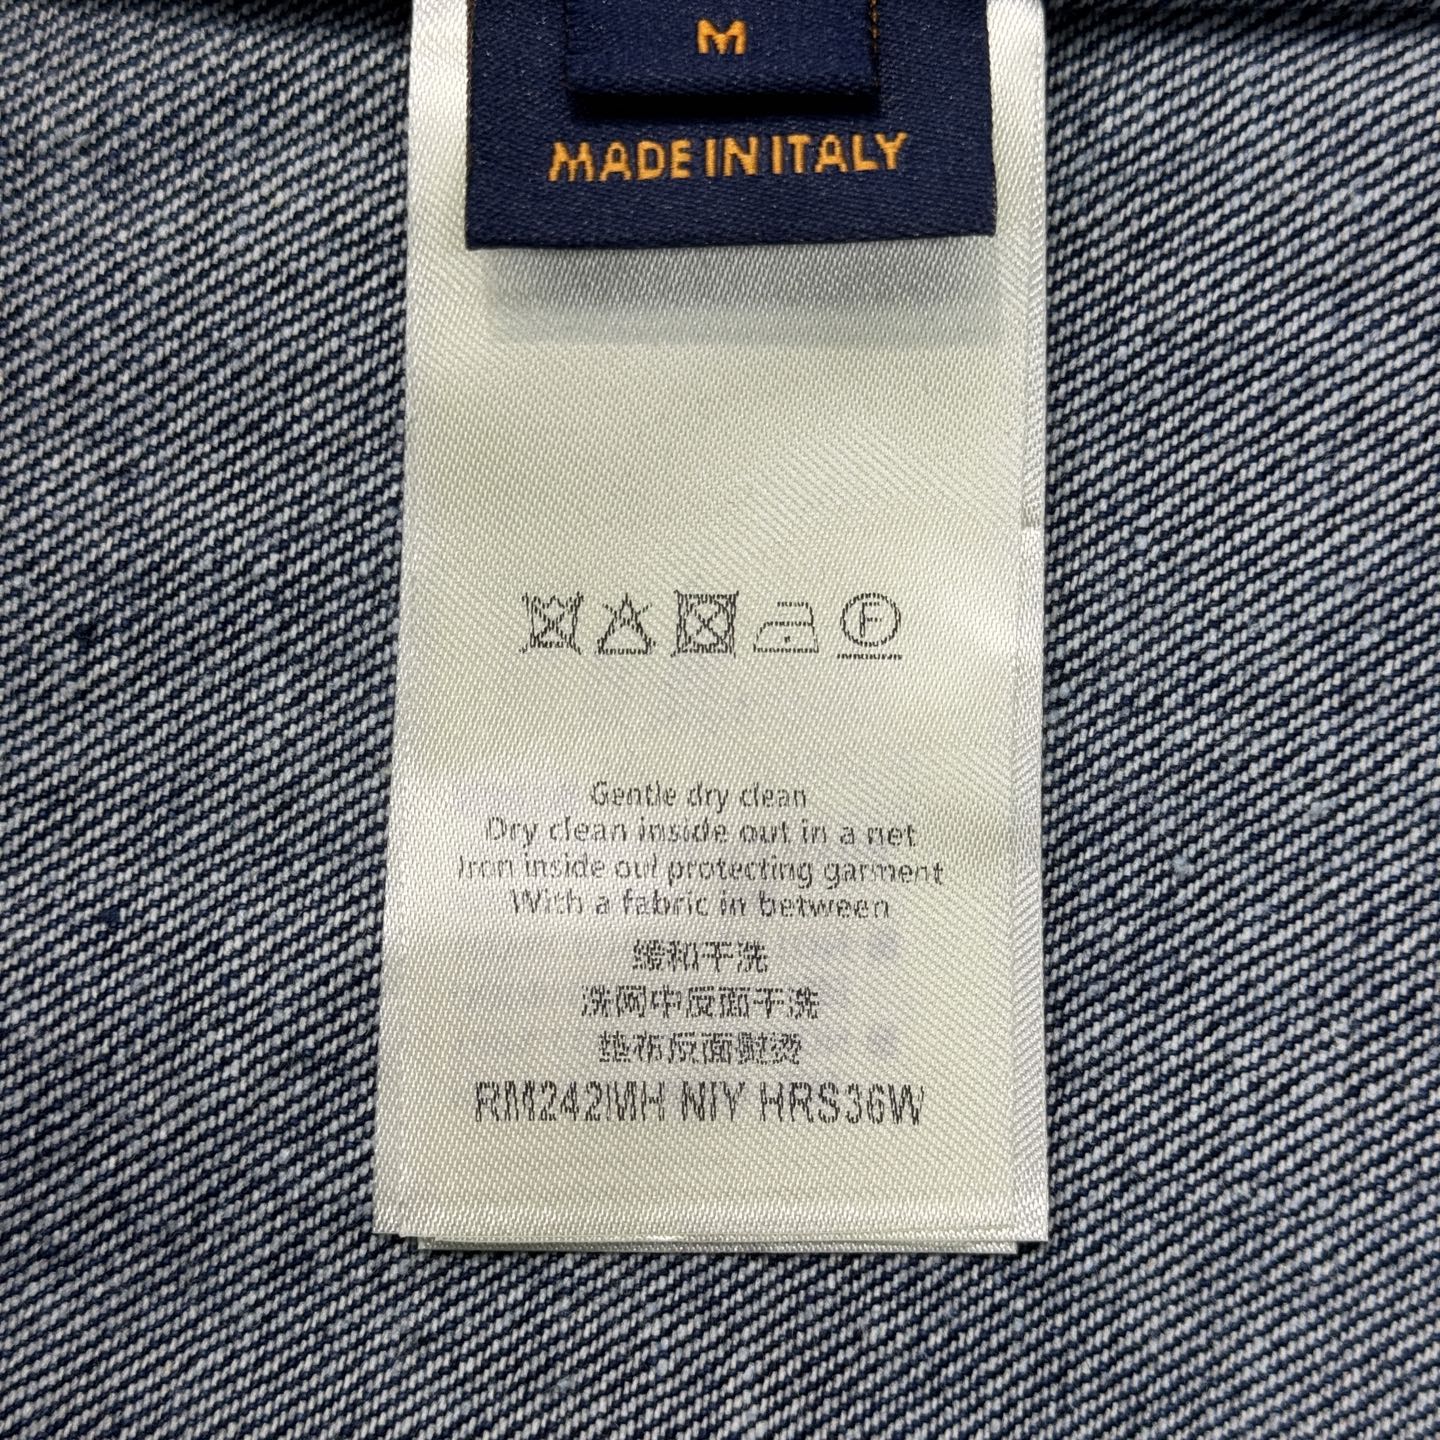 M
MADE IN ITALY
F
Gentle dry clean
Dry clean inside out in a net
Iron inside out protecting garment
With a fabric in between
缓和干洗
洗网中反面干洗
垫布反面熨烫
RM242MH NIY HRS36W